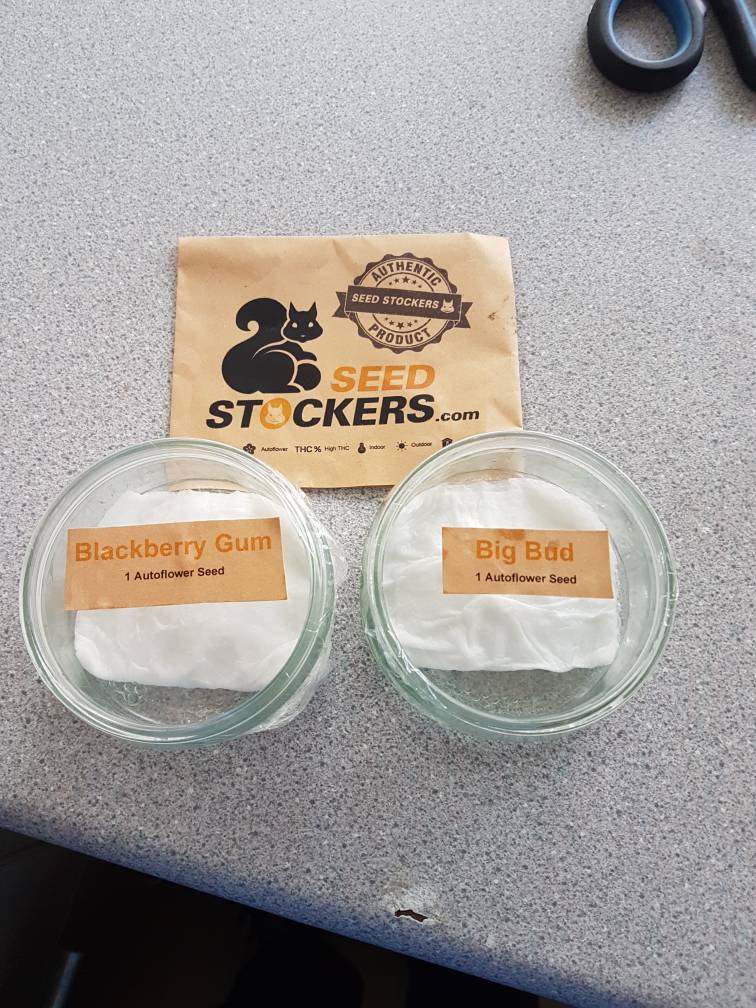 AUTHENTIC
SEED STOCKERS
PRODUCT
SEED
STOCKERS.com
Autoflower THC% High THC Indoor Outdoor
Blackberry Gum
1 Autoflower Seed
Big Bud
1 Autoflower Seed